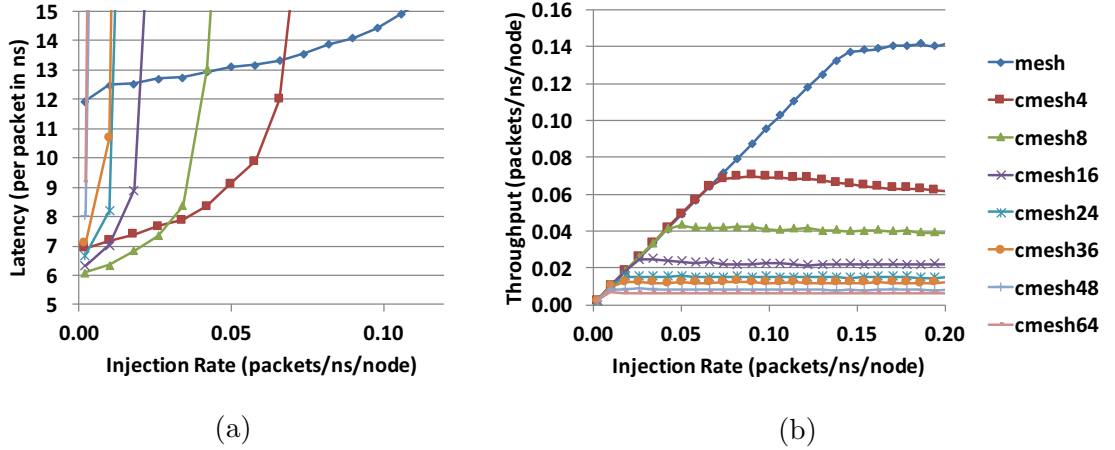 15
14
13
12
11
10
9
8
7
6
5
Latency (per packet in ns)
0.00 0.05 0.10
Injection Rate (packets/ns/node)
(a)
0.16
0.14
0.12
0.10
0.08
0.06
0.04
0.02
0.00
Throughput (packets/ns/node)
0.00 0.05 0.10 0.15 0.20
Injection Rate (packets/ns/node)
(b)
mesh
cmesh4
cmesh8
cmesh16
cmesh24
cmesh36
cmesh48
cmesh64